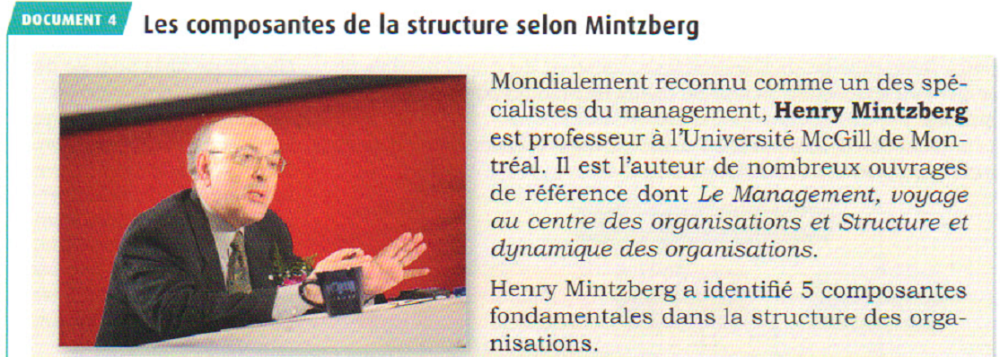 DOCUMENT 4
Les composantes de la structure selon Mintzberg
Mondialement reconnu comme un des spé-
cialistes du management, Henry Mintzberg
est professeur à l'Université McGill de Mon-
tréal. Il est l'auteur de nombreux ouvrages
de référence dont Le Management, voyage
au centre des organisations et Structure et
dynamique des organisations.
Henry Mintzberg a identifié 5 composantes
fondamentales dans la structure des orga-
nisations.